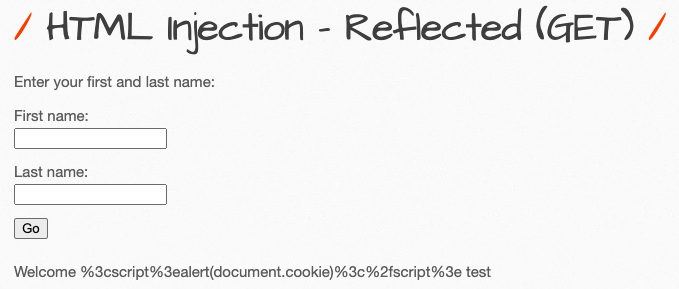 / HTML Injection - Reflected (GET) /
Enter your first and last name:
First name:
Last name:
Go
Welcome %3cscript%3ealert(document.cookie)%3c%2fscript%3e test